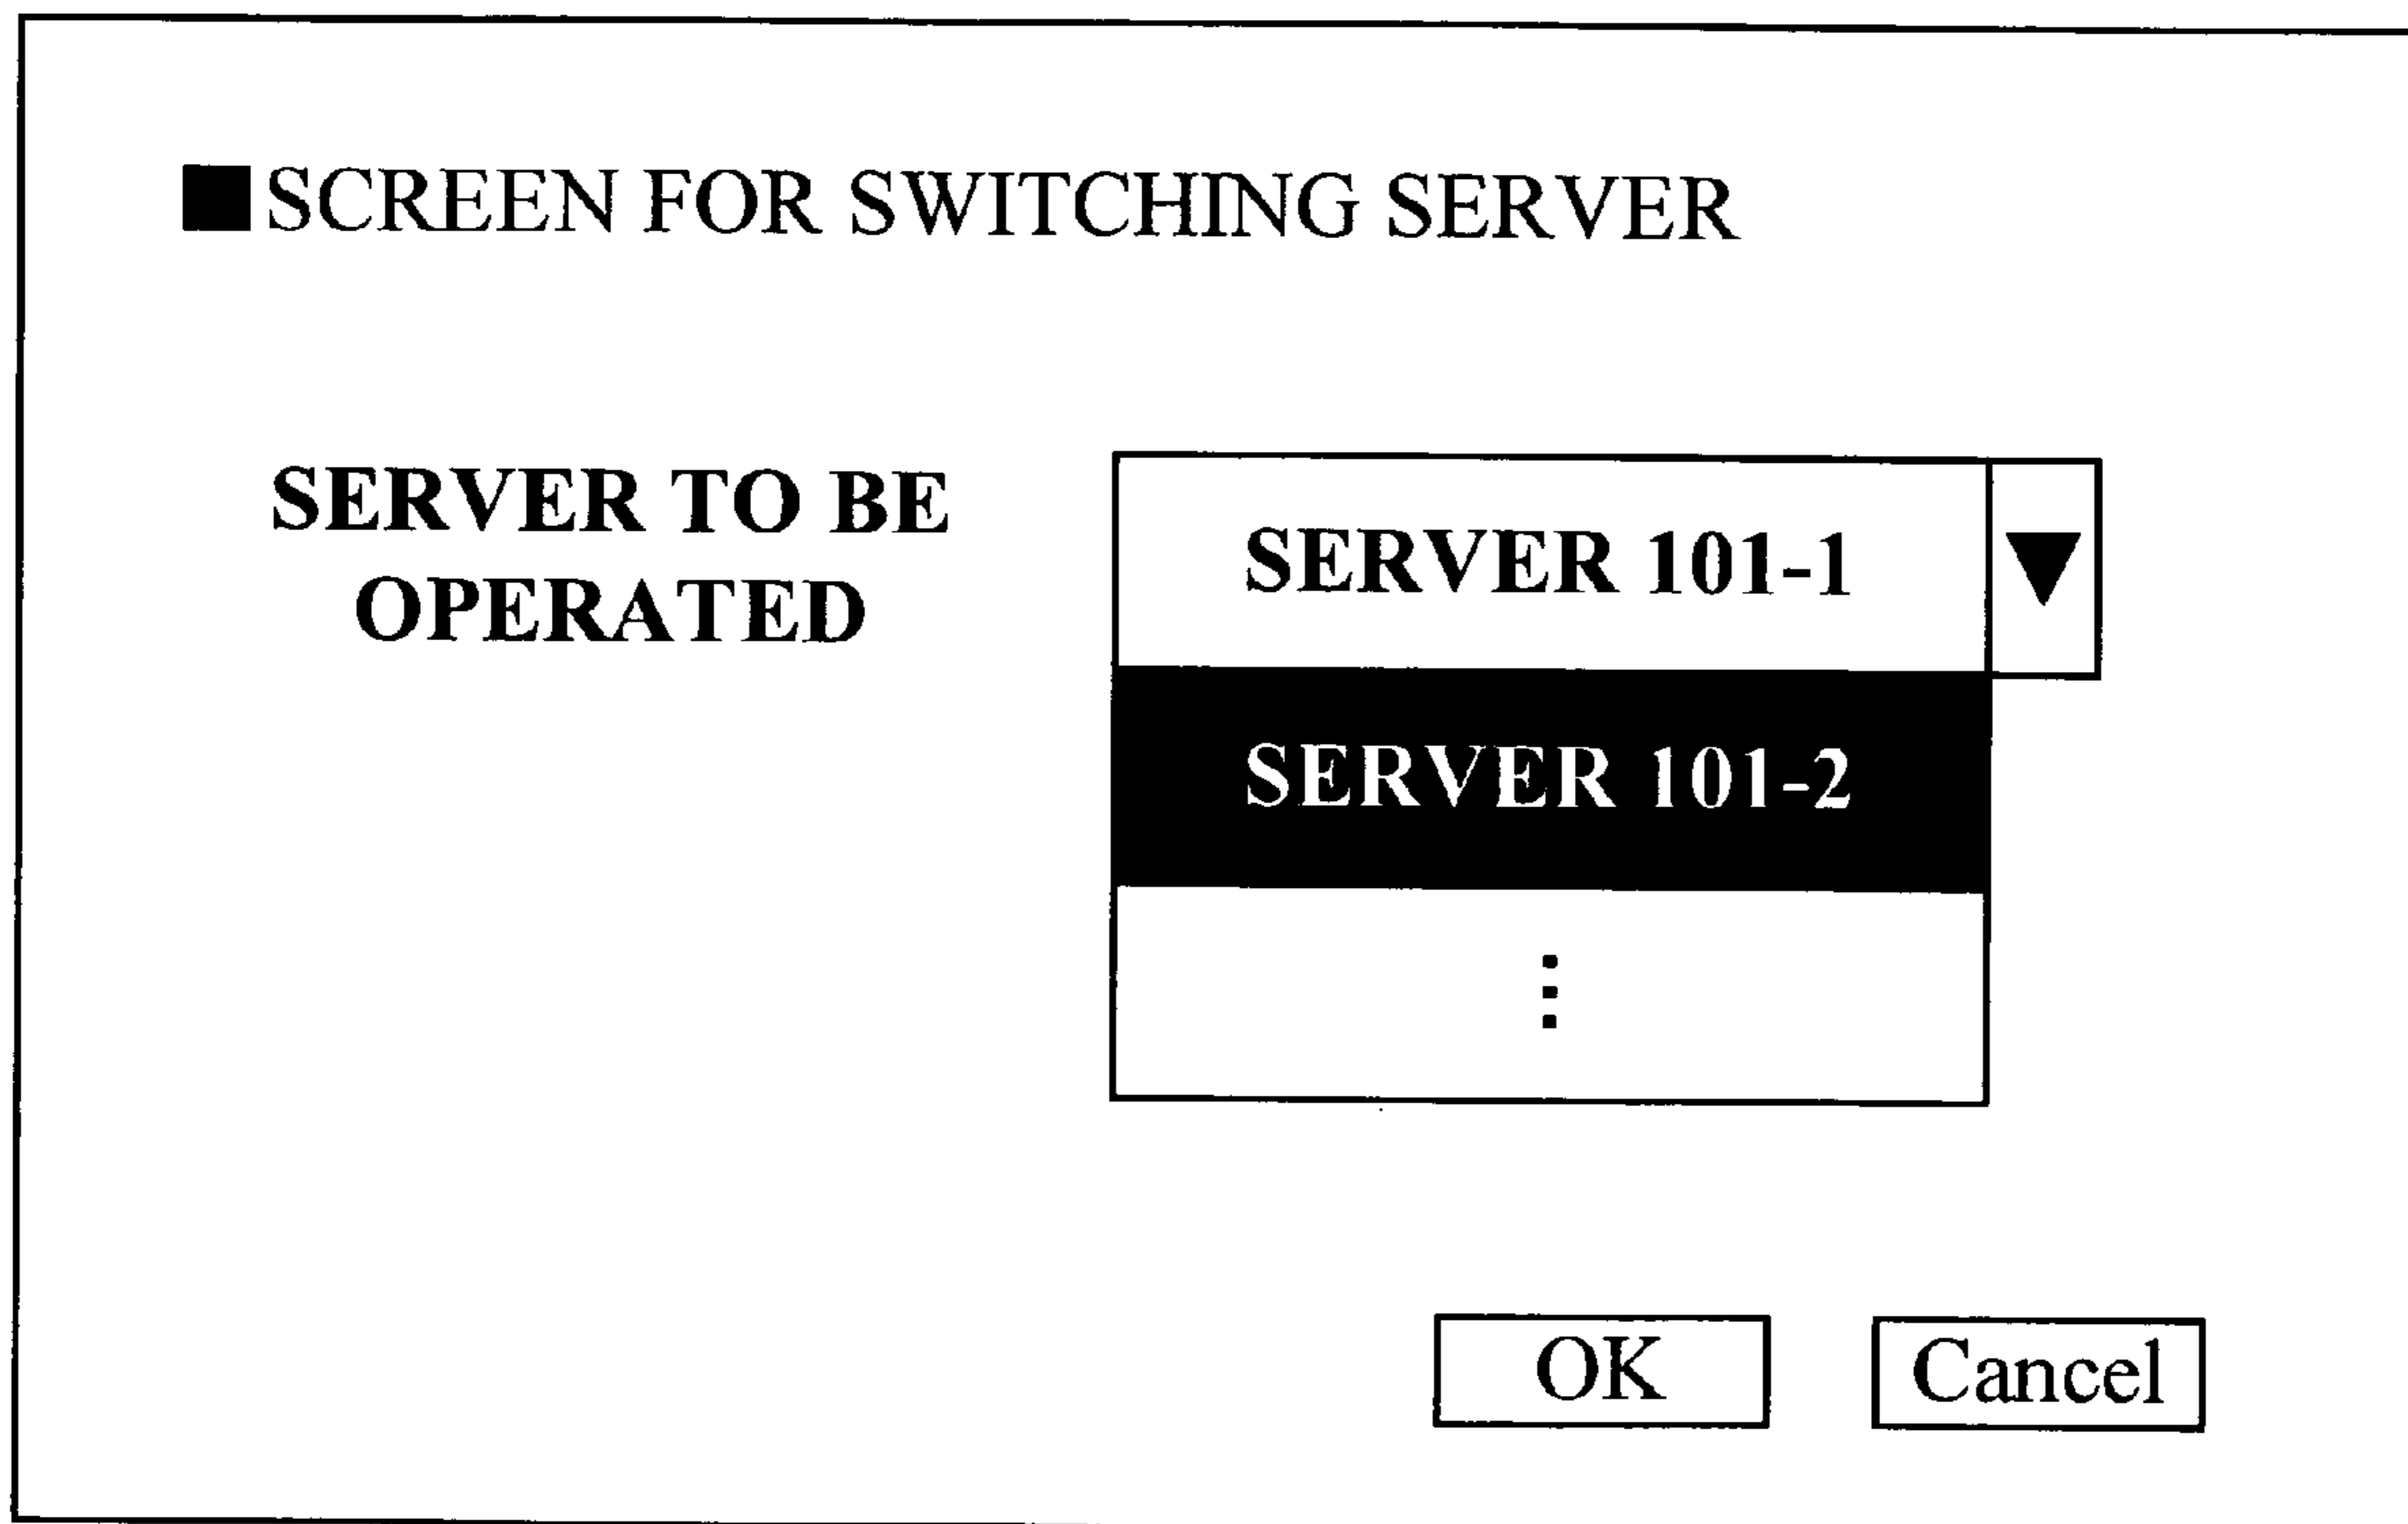 ■SCREEN FOR SWITCHING SERVER
SERVER TO BE
OPERATED
SERVER 101-1
▼
SERVER 101-2
⋮
OK
Cancel